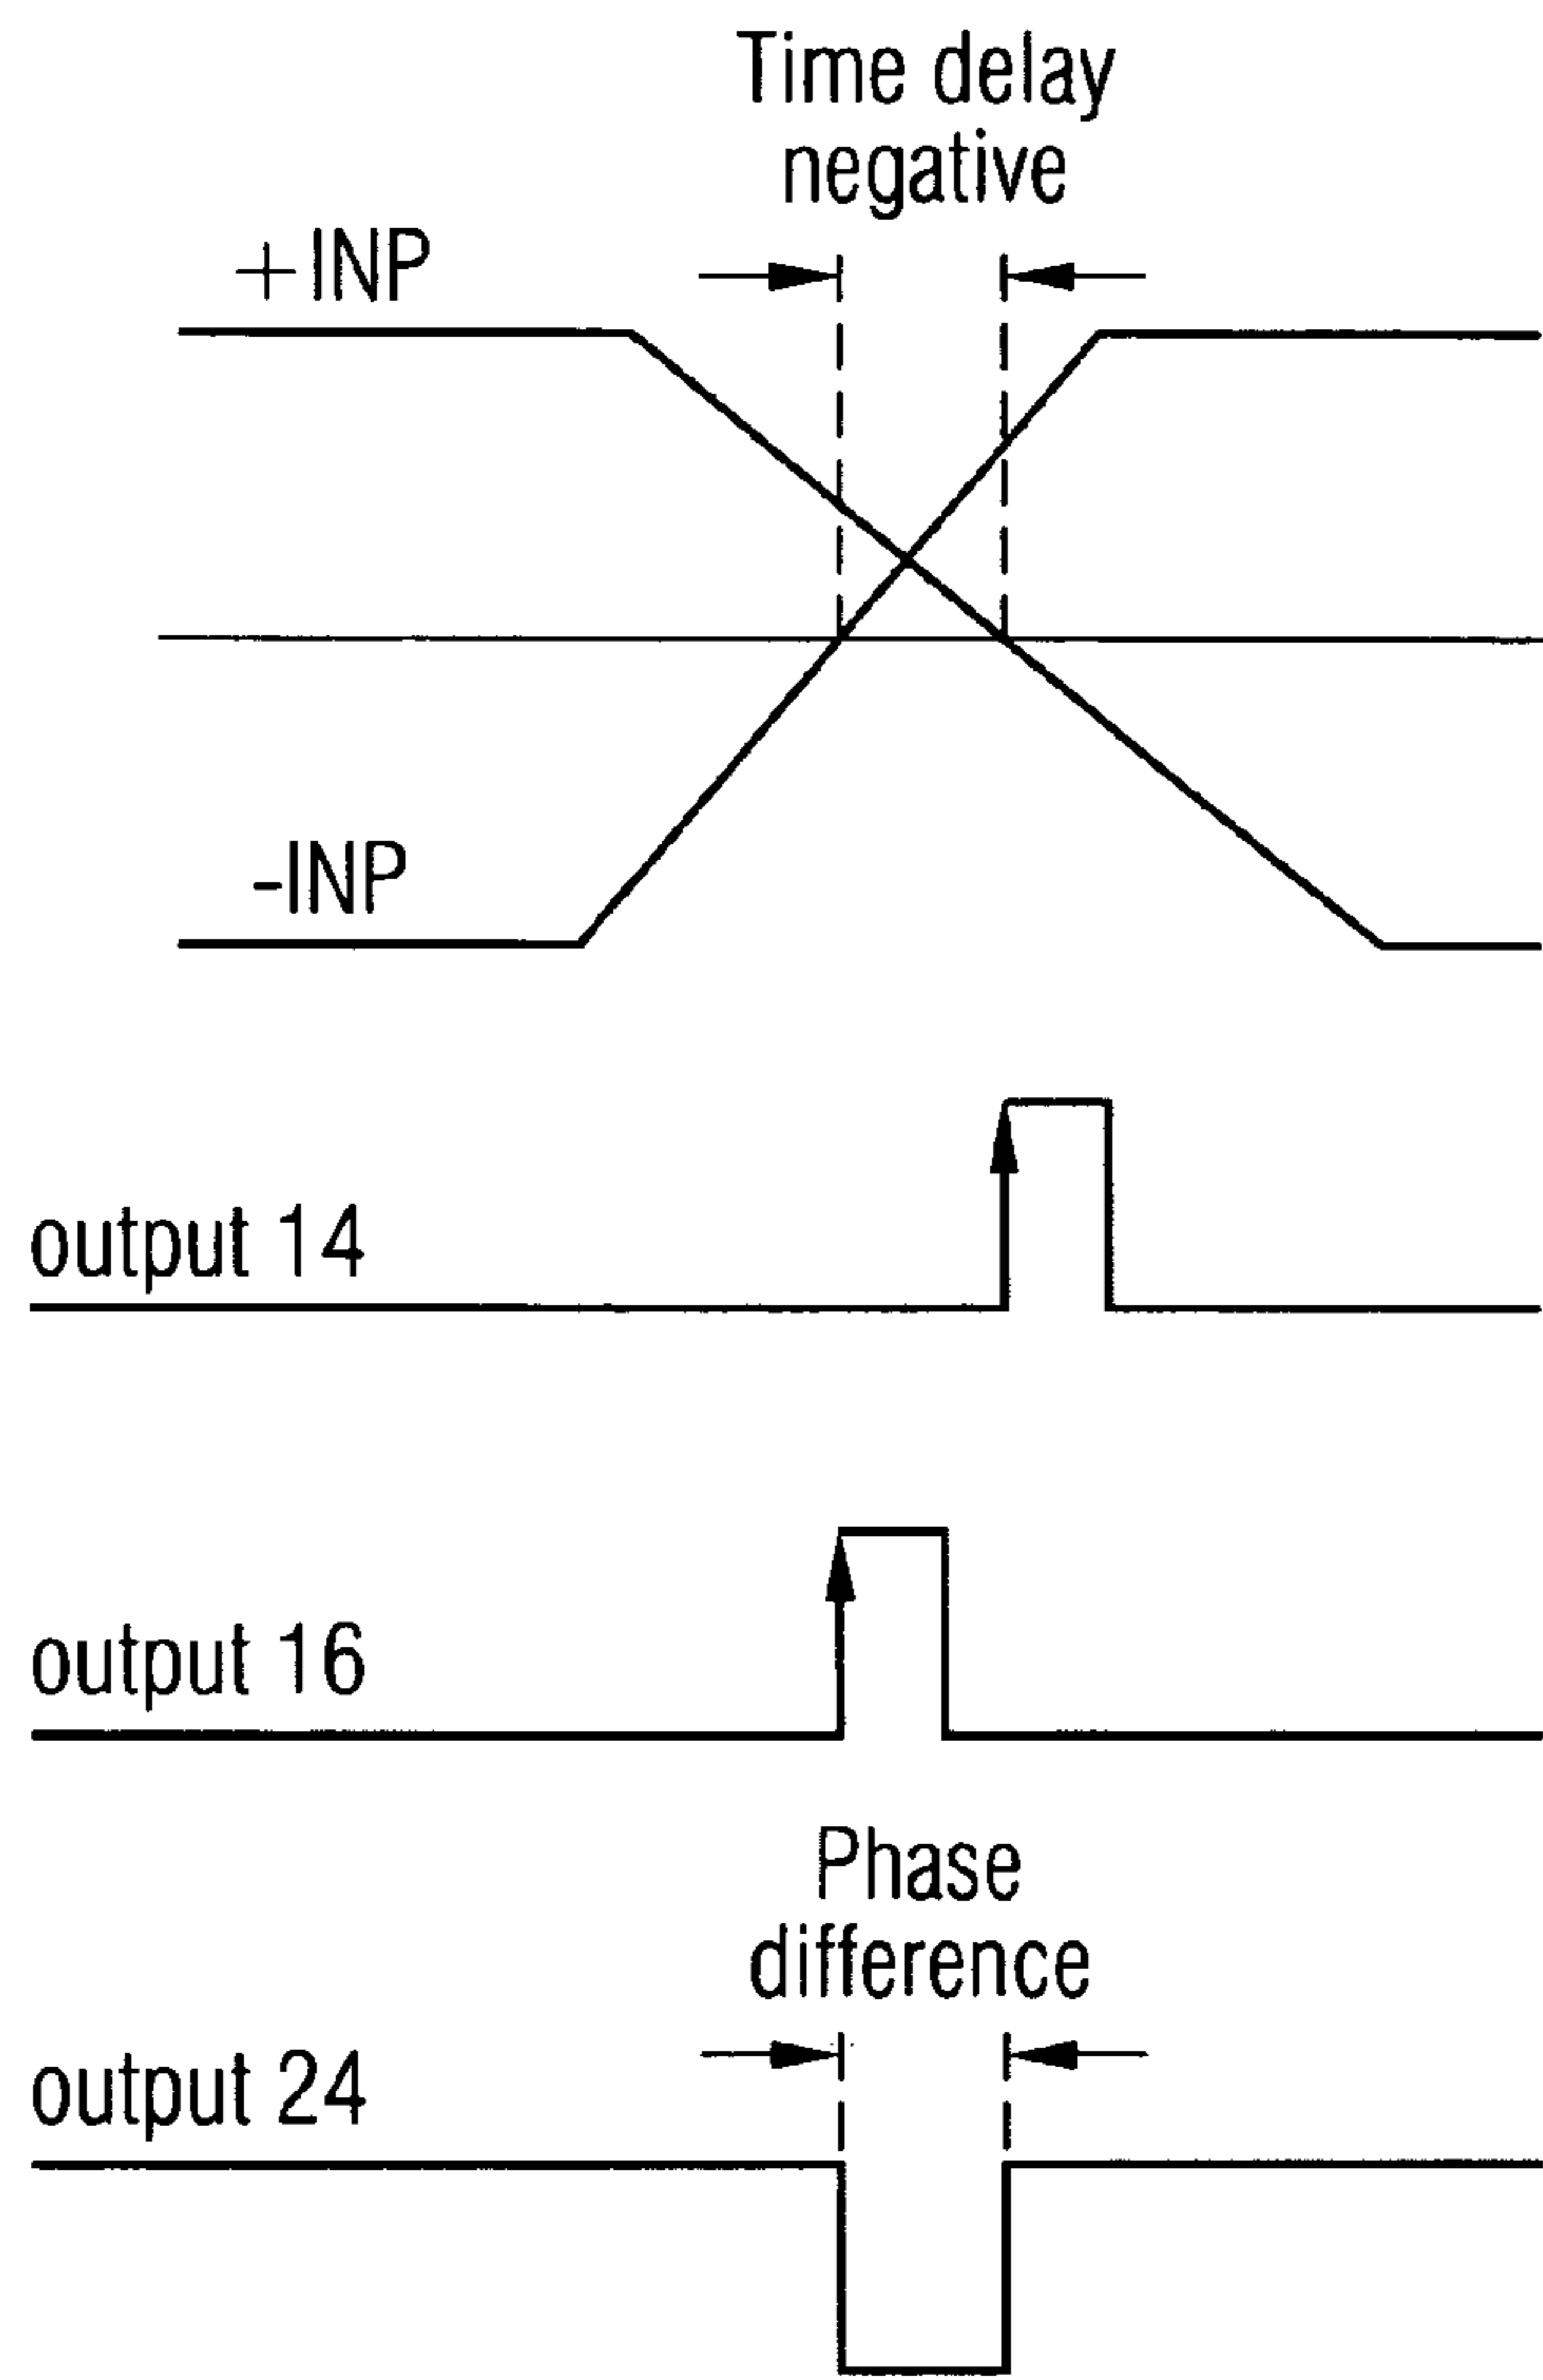 Time delay
negative
+INP
-INP
output 14
output 16
Phase
difference
output 24